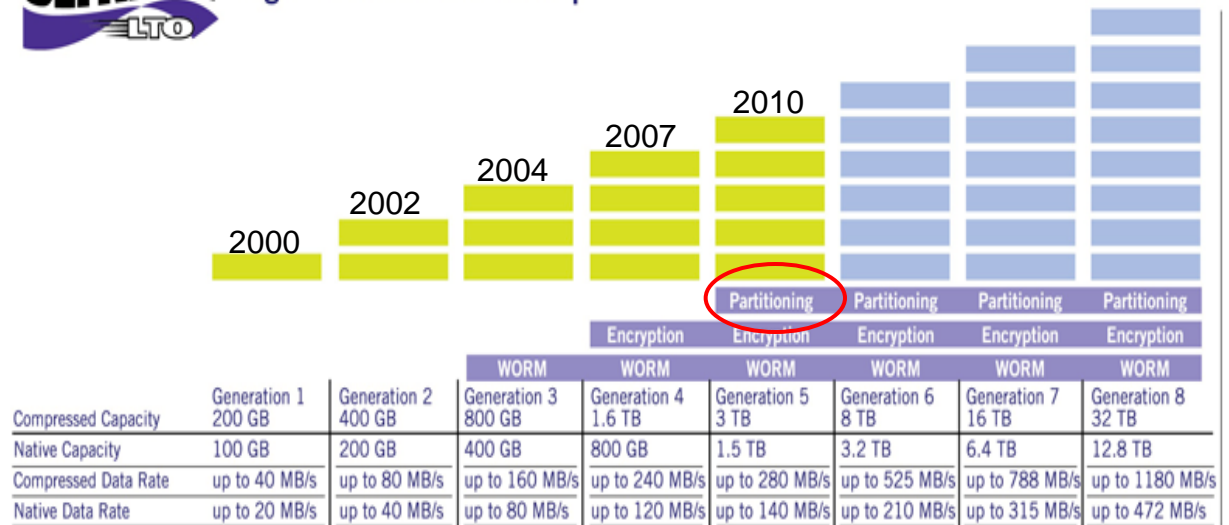 LTO
2010
2007
2004
2002
2000
Partitioning Partitioning Partitioning Partitioning
Encryption Encryption Encryption Encryption Encryption
WORM WORM WORM WORM WORM WORM
Generation 1 Generation 2 Generation 3 Generation 4 Generation 5 Generation 6 Generation 7 Generation 8
Compressed Capacity 200 GB 400 GB 800 GB 1.6 TB 3 TB 8 TB 16 TB 32 TB
Native Capacity 100 GB 200 GB 400 GB 800 GB 1.5 TB 3.2 TB 6.4 TB 12.8 TB
Compressed Data Rate up to 40 MB/s up to 80 MB/s up to 160 MB/s up to 240 MB/s up to 280 MB/s up to 525 MB/s up to 788 MB/s up to 1180 MB/s
Native Data Rate up to 20 MB/s up to 40 MB/s up to 80 MB/s up to 120 MB/s up to 140 MB/s up to 210 MB/s up to 315 MB/s up to 472 MB/s